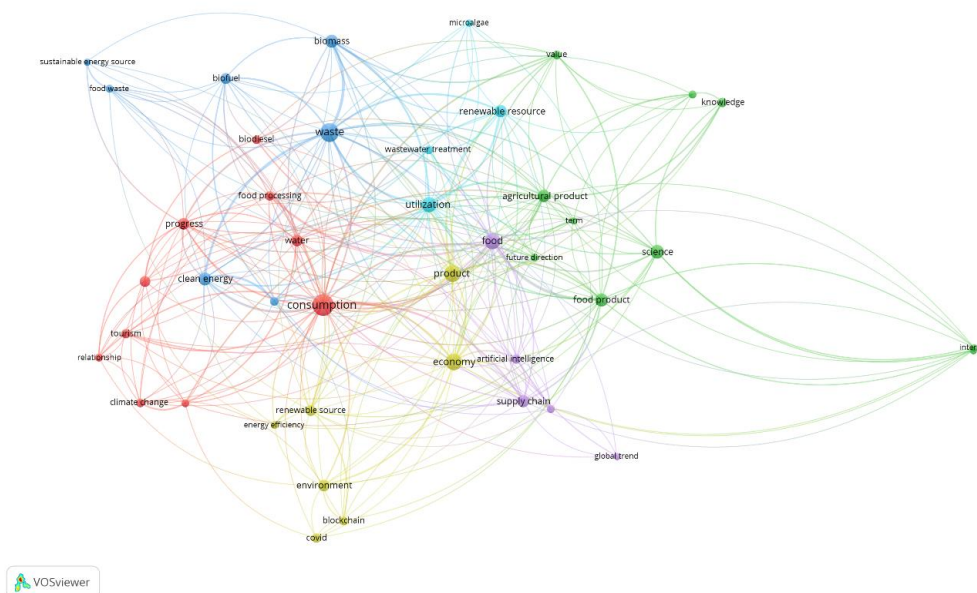 microalgae
biomass
value
sustainable energy source
biofuel
food waste
knowledge
renewable resource
waste
biodiesel
wastewater treatment
food processing
agricultural product
utilization
progress
term
water
food
science
future direction
product
clean energy
food product
consumption
tourism
relationship
artificial intelligence
economy
climate change
supply chain
renewable source
energy efficiency
global trend
environment
blockchain
covid
VOSviewer